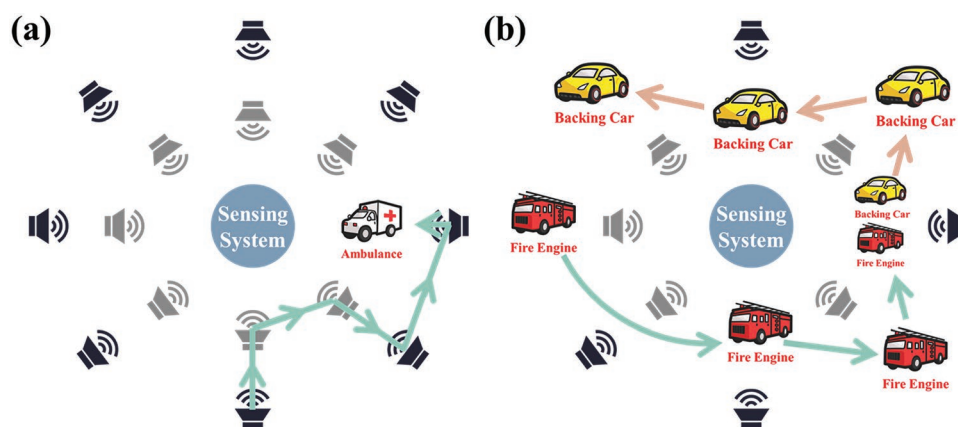 (a)
Sensing
System
Ambulance
(b)
Backing Car
Backing Car
Backing Car
Backing Car
Fire Engine
Sensing
System
Fire Engine
Fire Engine
Fire Engine